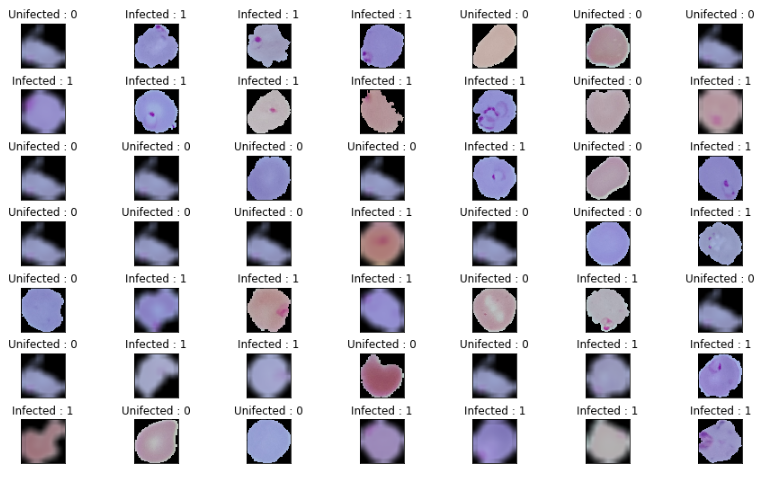 Unifected : 0 Infected : 1 Infected : 1 Infected : 1 Unifected : 0 Unifected : 0 Unifected : 0
Infected : 1 Infected : 1 Infected : 1 Infected : 1 Infected : 1 Unifected : 0 Infected : 1
Unifected : 0 Unifected : 0 Unifected : 0 Unifected : 0 Infected : 1 Unifected : 0 Infected : 1
Unifected : 0 Unifected : 0 Unifected : 0 Infected : 1 Unifected : 0 Unifected : 0 Infected : 1
Unifected : 0 Infected : 1 Infected : 1 Infected : 1 Unifected : 0 Infected : 1 Unifected : 0
Unifected : 0 Infected : 1 Infected : 1 Unifected : 0 Unifected : 0 Infected : 1 Infected : 1
Infected : 1 Unifected : 0 Unifected : 0 Infected : 1 Infected : 1 Infected : 1 Infected : 1